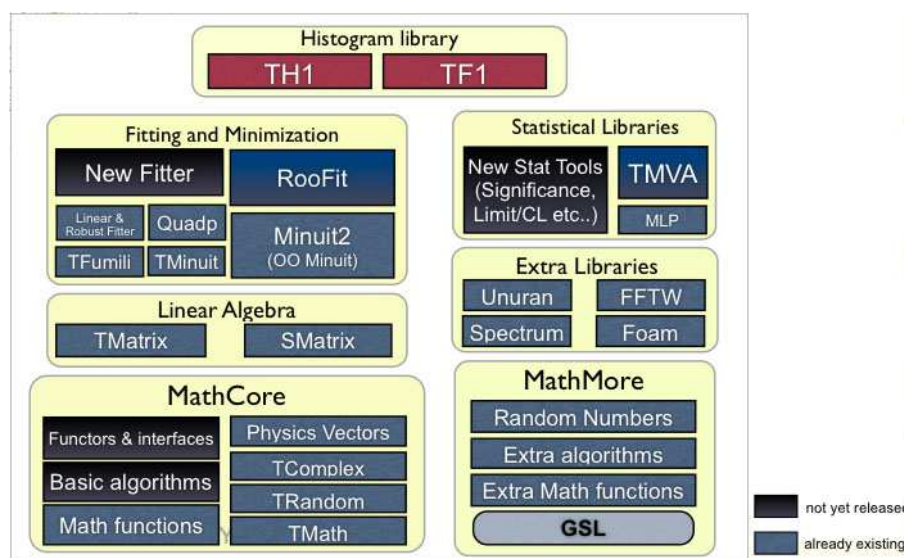 Histogram library
TH1
TF1
Fitting and Minimization
New Fitter
RooFit
Linear &
Robust Fitter
Quadp
TFumili
TMinuit
Minuit2
(OO Minuit)
Statistical Libraries
New Stat Tools
(Significance,
Limit/CL etc..)
TMVA
MLP
Linear Algebra
TMatrix
SMatrix
Extra Libraries
Unuran
FFTW
Spectrum
Foam
MathCore
Functors & interfaces
Basic algorithms
Math functions
Physics Vectors
TComplex
TRandom
TMath
MathMore
Random Numbers
Extra algorithms
Extra Math functions
GSL
not yet released
already existing